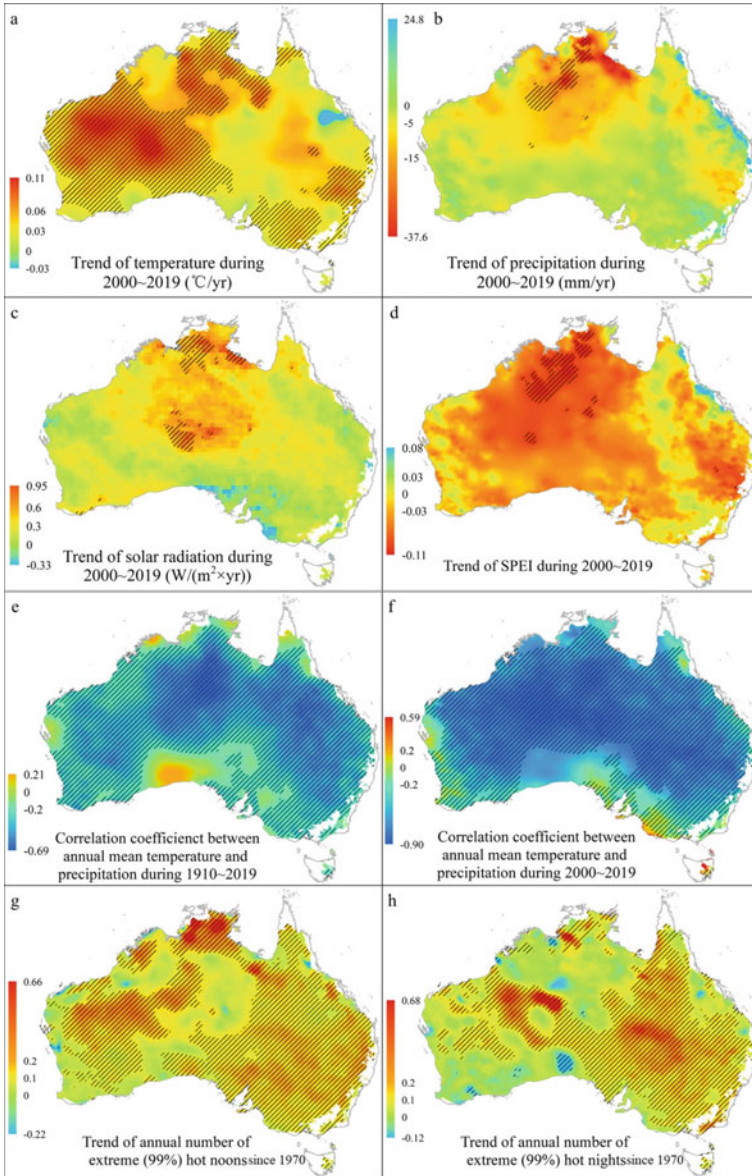 a
0.11
0.06
0.03
0
-0.03
Trend of temperature during
2000~2019 (℃/yr)
b
24.8
0
-5
-15
-37.6
Trend of precipitation during
2000~2019 (mm/yr)
c
0.95
0.6
0.3
0
-0.33
Trend of solar radiation during
2000~2019 (W/(m²×yr))
d
0.08
0.03
0
-0.03
-0.11
Trend of SPEI during 2000~2019
e
0.21
0
-0.2
-0.69
Correlation coefficienct between
annual mean temperature and
precipitation during 1910~2019
f
0.59
0.2
0
-0.2
-0.90
Correlation coefficient between
annual mean temperature and
precipitation during 2000~2019
g
0.66
0.2
0.1
0
-0.22
Trend of annual number of
extreme (99%) hot noons since 1970
h
0.68
0.2
0.1
0
-0.12
Trend of annual number of
extreme (99%) hot nights since 1970